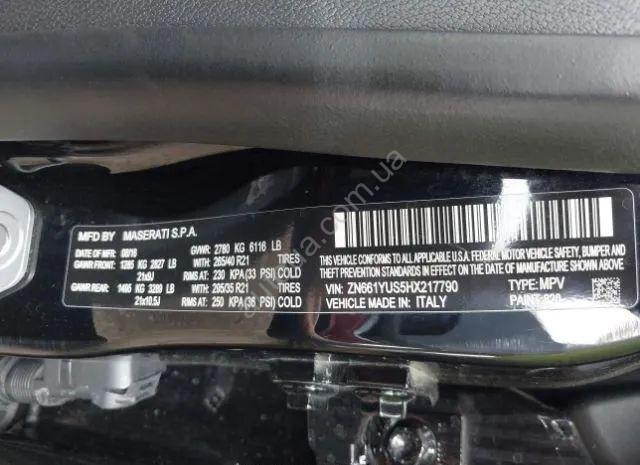 MFD BY MASERATI S.P.A.
DATE OF MFR: 08/16 GVWR: 2780 KG 6116 LB
GAWR FRONT: 1285 KG 2827 LB WITH: 265/40 R21 TIRES
21x9J RIMS AT: 230 KPA (33 PSI) COLD
GAWR REAR: 1495 KG 3289 LB WITH: 295/35 R21 TIRES
21x10.5J RIMS AT: 250 KPA (36 PSI) COLD
THIS VEHICLE CONFORMS TO ALL APPLICABLE U.S. FEDERAL MOTOR VEHICLE SAFETY, BUMPER AND
THEFT PREVENTION STANDARDS IN EFFECT ON THE DATE OF MANUFACTURE SHOWN ABOVE
VIN: ZN661YUS5HX217790 TYPE: MPV
VEHICLE MADE IN: ITALY PAINT: 820